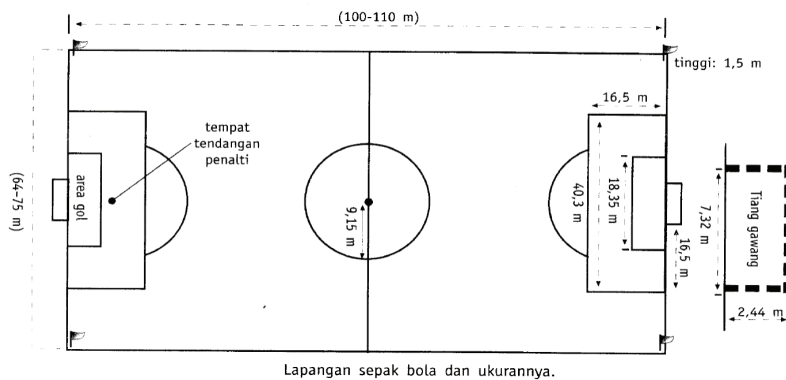 (100-110 m)
tinggi: 1,5 m
16,5 m
tempat
tendangan
penalti
(64-75 m)
area gol
9,15 m
40,3 m
18,35 m
16,5 m
7,32 m
Tiang gawang
2,44 m
Lapangan sepak bola dan ukurannya.